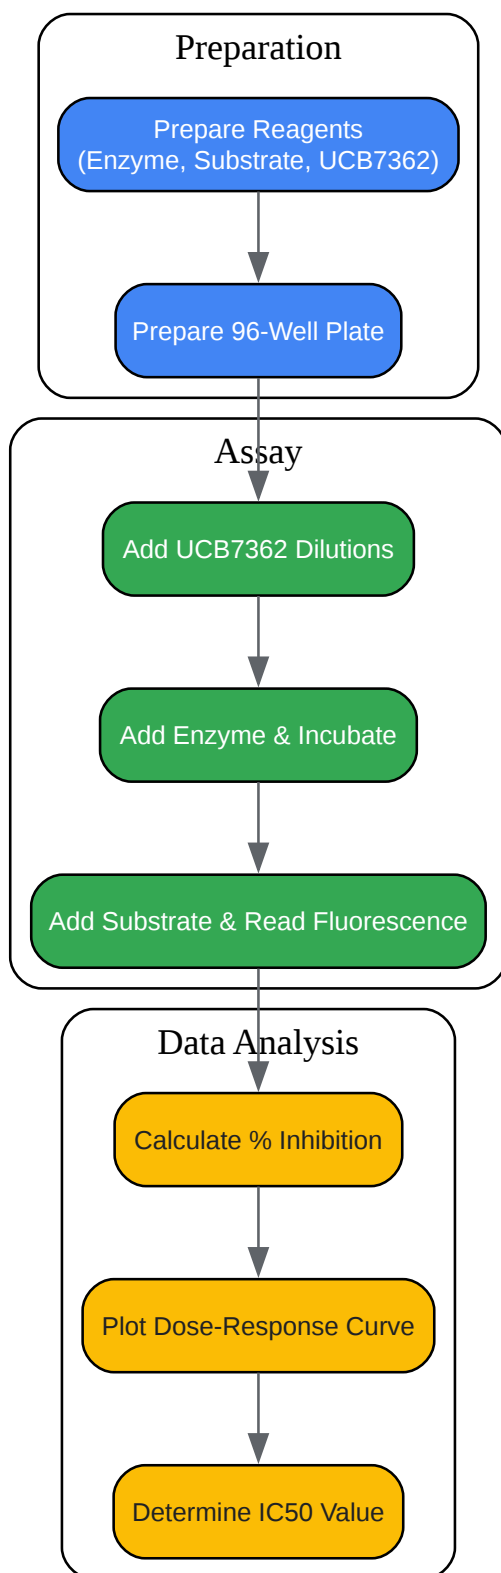 Preparation
Prepare Reagents
(Enzyme, Substrate, UCB7362)
Prepare 96-Well Plate
Assay
Add UCB7362 Dilutions
Add Enzyme & Incubate
Add Substrate & Read Fluorescence
Data Analysis
Calculate % Inhibition
Plot Dose-Response Curve
Determine IC50 Value